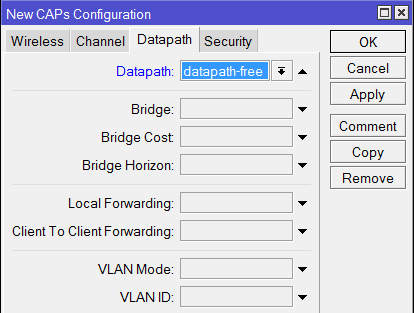 New CAPs Configuration
Wireless Channel Datapath Security
Datapath: datapath-free
Bridge:
Bridge Cost:
Bridge Horizon:
Local Forwarding:
Client To Client Forwarding:
VLAN Mode:
VLAN ID:
OK
Cancel
Apply
Comment
Copy
Remove